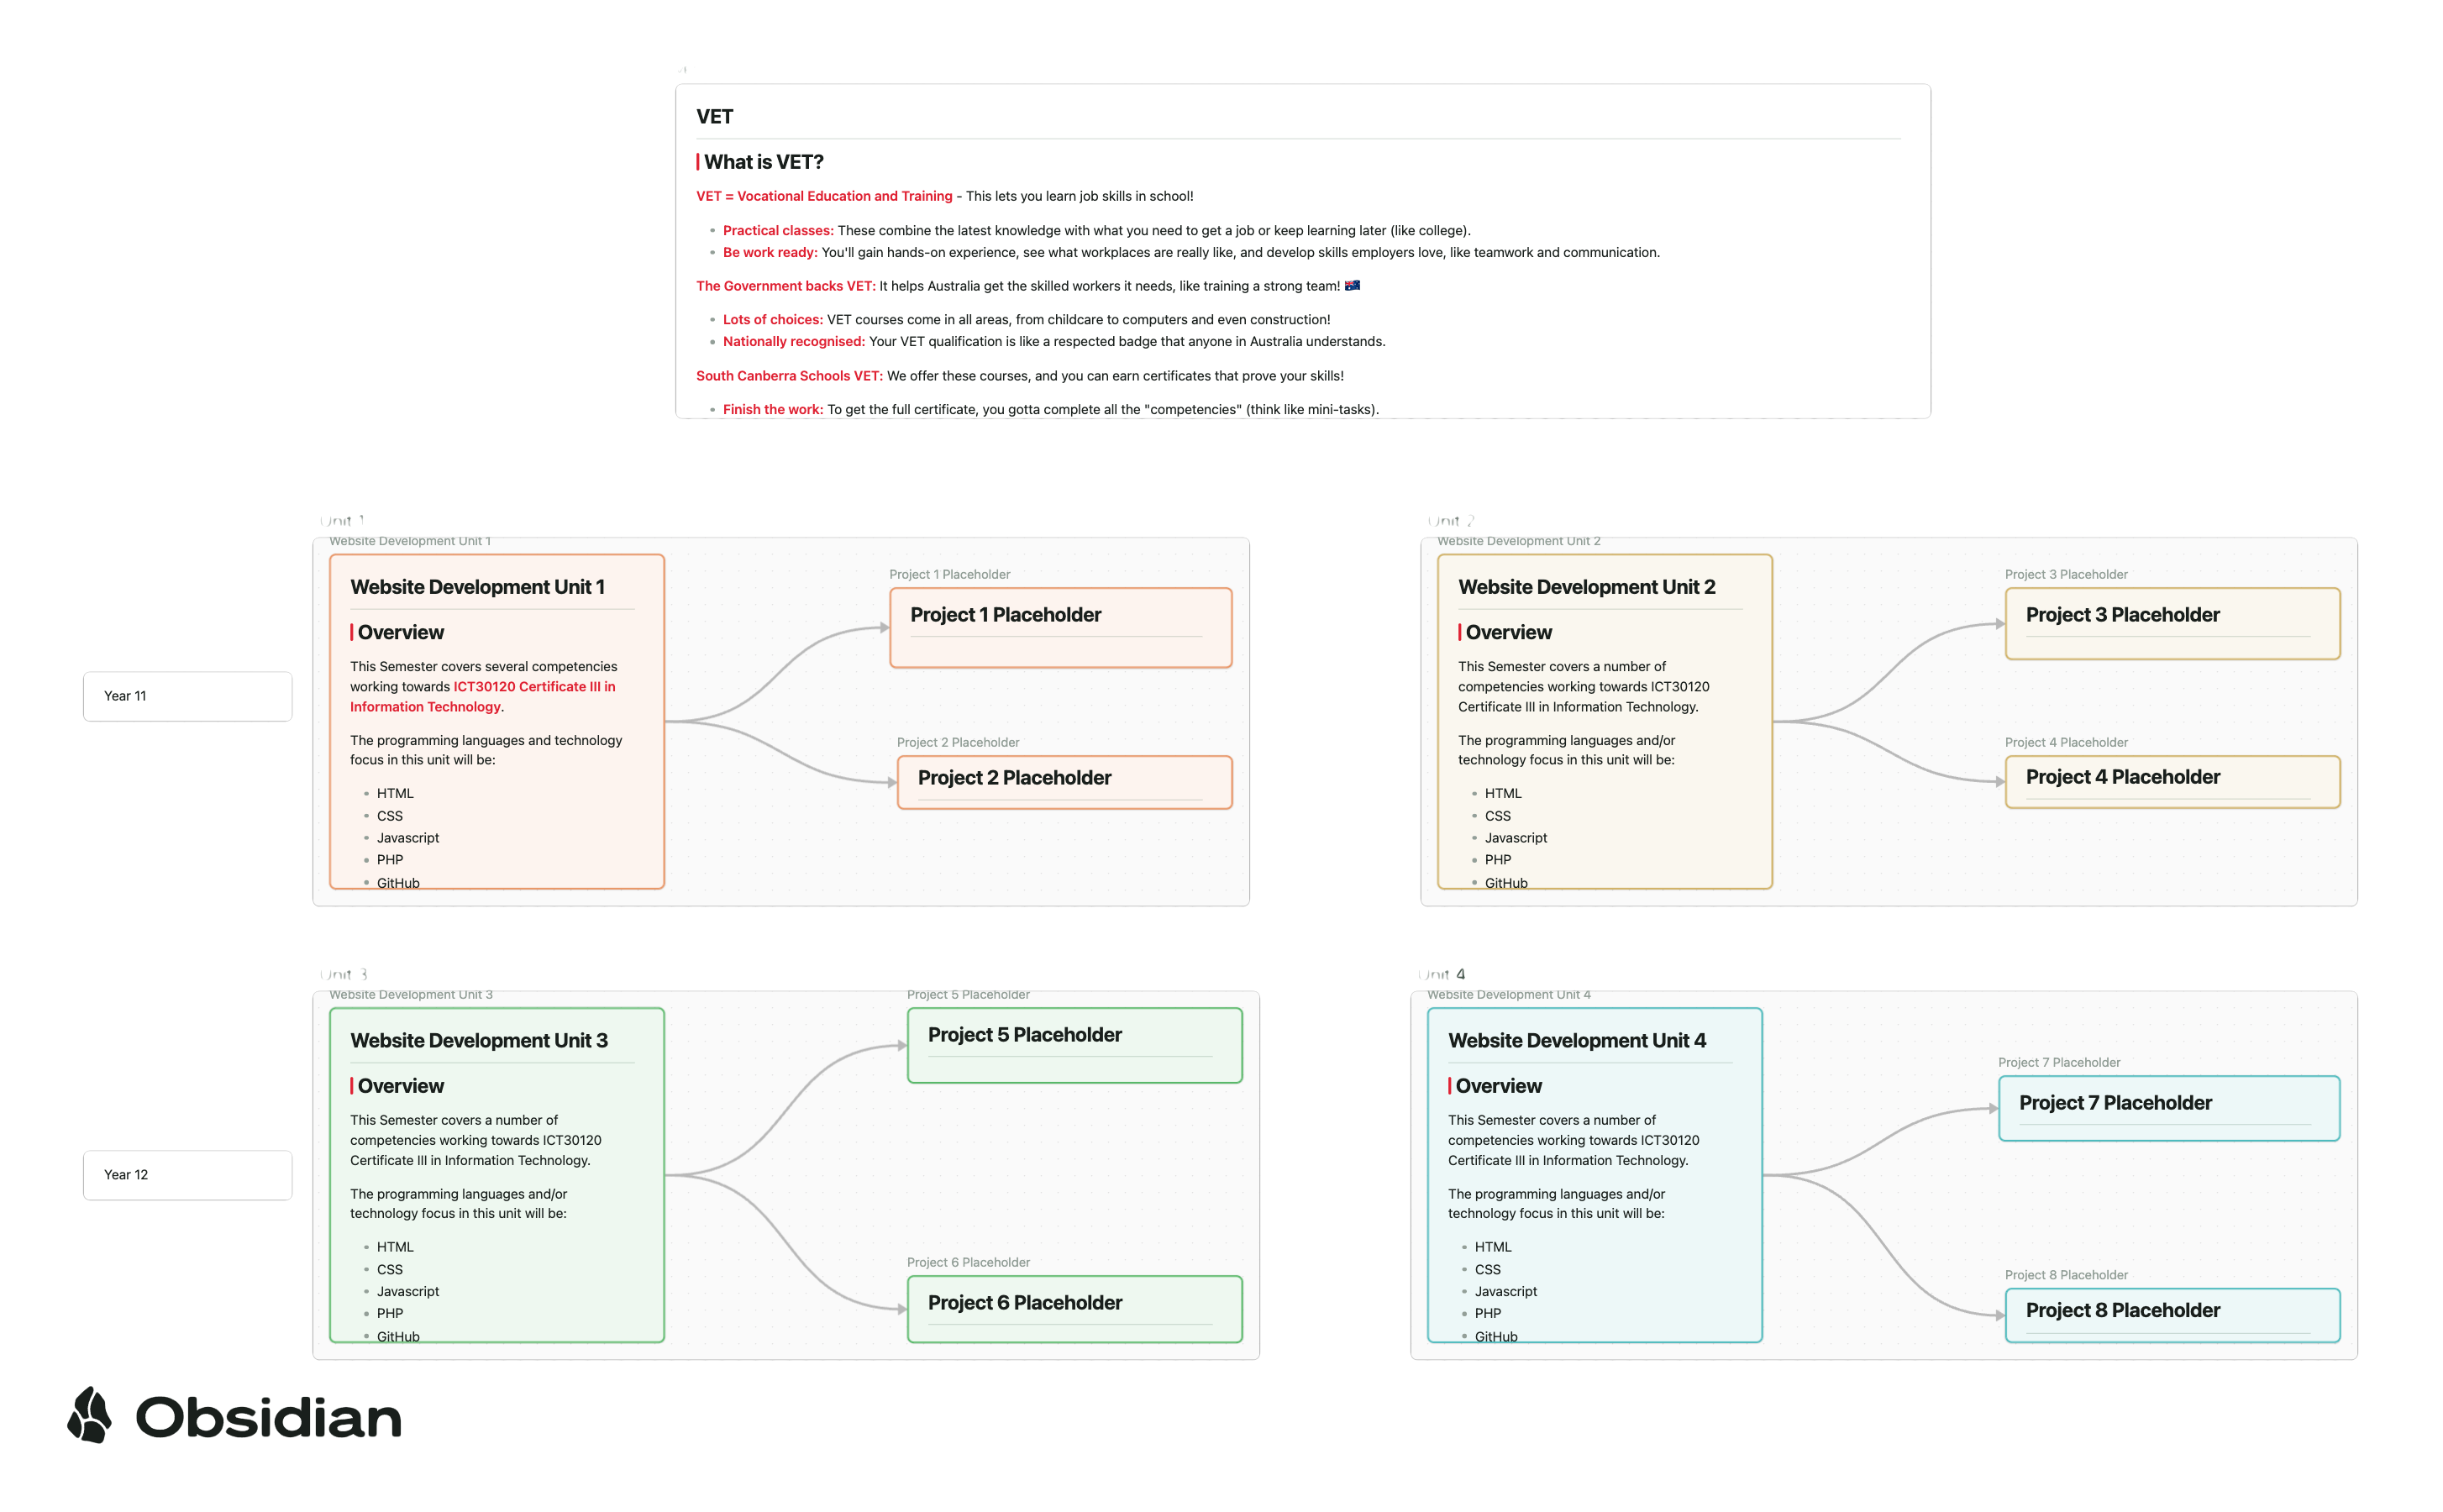 VET
What is VET?
VET = Vocational Education and Training - This lets you learn job skills in school!
Practical classes: These combine the latest knowledge with what you need to get a job or keep learning later (like college).
Be work ready: You'll gain hands-on experience, see what workplaces are really like, and develop skills employers love, like teamwork and communication.
The Government backs VET: It helps Australia get the skilled workers it needs, like training a strong team! 🇦🇺
Lots of choices: VET courses come in all areas, from childcare to computers and even construction!
Nationally recognised: Your VET qualification is like a respected badge that anyone in Australia understands.
South Canberra Schools VET: We offer these courses, and you can earn certificates that prove your skills!
Finish the work: To get the full certificate, you gotta complete all the "competencies" (think like mini-tasks).
Year 11
Unit 1
Website Development Unit 1
Website Development Unit 1
Overview
This Semester covers several competencies
working towards ICT30120 Certificate III in
Information Technology.
The programming languages and technology
focus in this unit will be:
HTML
CSS
Javascript
PHP
GitHub
Project 1 Placeholder
Project 1 Placeholder
Project 2 Placeholder
Project 2 Placeholder
Unit 2
Website Development Unit 2
Website Development Unit 2
Overview
This Semester covers a number of
competencies working towards ICT30120
Certificate III in Information Technology.
The programming languages and/or
technology focus in this unit will be:
HTML
CSS
Javascript
PHP
GitHub
Project 3 Placeholder
Project 3 Placeholder
Project 4 Placeholder
Project 4 Placeholder
Year 12
Unit 3
Website Development Unit 3
Website Development Unit 3
Overview
This Semester covers a number of
competencies working towards ICT30120
Certificate III in Information Technology.
The programming languages and/or
technology focus in this unit will be:
HTML
CSS
Javascript
PHP
GitHub
Project 5 Placeholder
Project 5 Placeholder
Project 6 Placeholder
Project 6 Placeholder
Unit 4
Website Development Unit 4
Website Development Unit 4
Overview
This Semester covers a number of
competencies working towards ICT30120
Certificate III in Information Technology.
The programming languages and/or
technology focus in this unit will be:
HTML
CSS
Javascript
PHP
GitHub
Project 7 Placeholder
Project 7 Placeholder
Project 8 Placeholder
Project 8 Placeholder
Obsidian